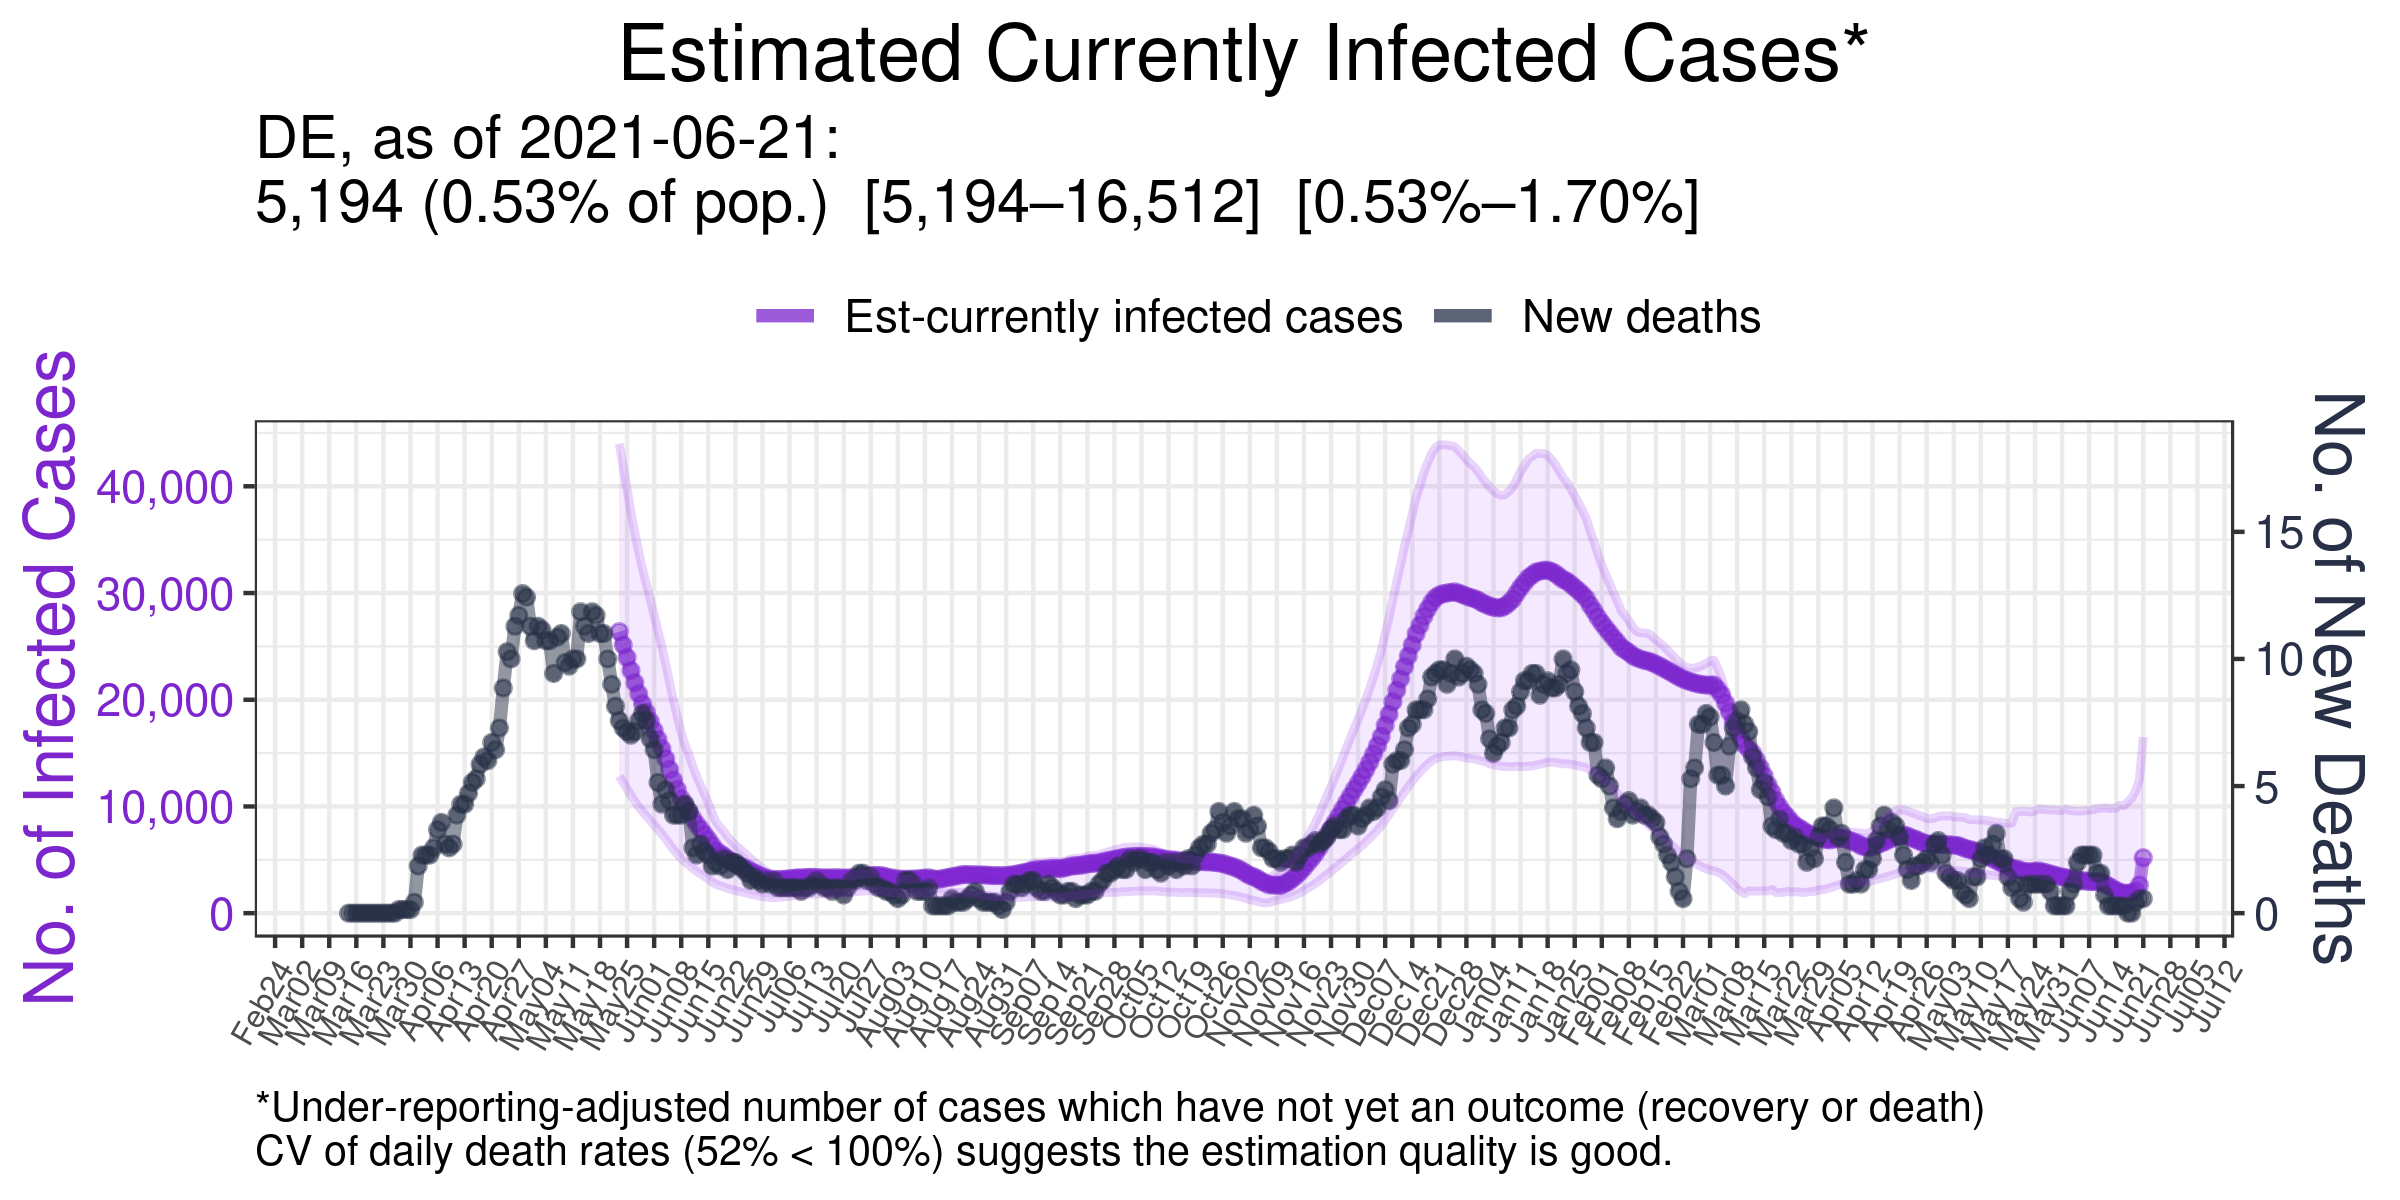 Estimated Currently Infected Cases*
DE, as of 2021-06-21:
5,194 (0.53% of pop.) [5,194–16,512] [0.53%–1.70%]
Est-currently infected cases New deaths
No. of Infected Cases
40,000
30,000
20,000
10,000
0
15
10
5
0
No. of New Deaths
Feb24
Mar02
Mar09
Mar16
Mar23
Mar30
Apr06
Apr13
Apr20
Apr27
May04
May11
May18
May25
Jun01
Jun08
Jun15
Jun22
Jun29
Jul06
Jul13
Jul20
Jul27
Aug03
Aug10
Aug17
Aug24
Aug31
Sep07
Sep14
Sep21
Sep28
Oct05
Oct12
Oct19
Oct26
Nov02
Nov09
Nov16
Nov23
Nov30
Dec07
Dec14
Dec21
Dec28
Jan04
Jan11
Jan18
Jan25
Feb01
Feb08
Feb15
Feb22
Mar01
Mar08
Mar15
Mar22
Mar29
Apr05
Apr12
Apr19
Apr26
May03
May10
May17
May24
May31
Jun07
Jun14
Jun21
Jun28
Jul05
Jul12
*Under-reporting-adjusted number of cases which have not yet an outcome (recovery or death)
CV of daily death rates (52% < 100%) suggests the estimation quality is good.